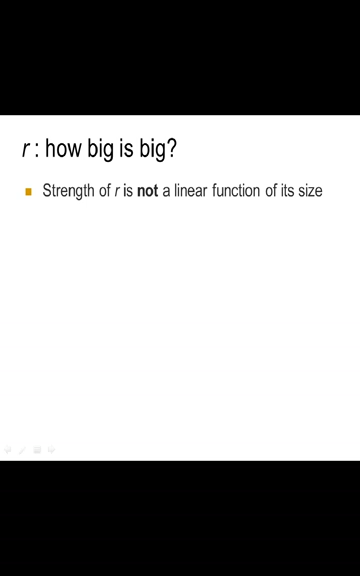 r : how big is big?
Strength of r is not a linear function of its size